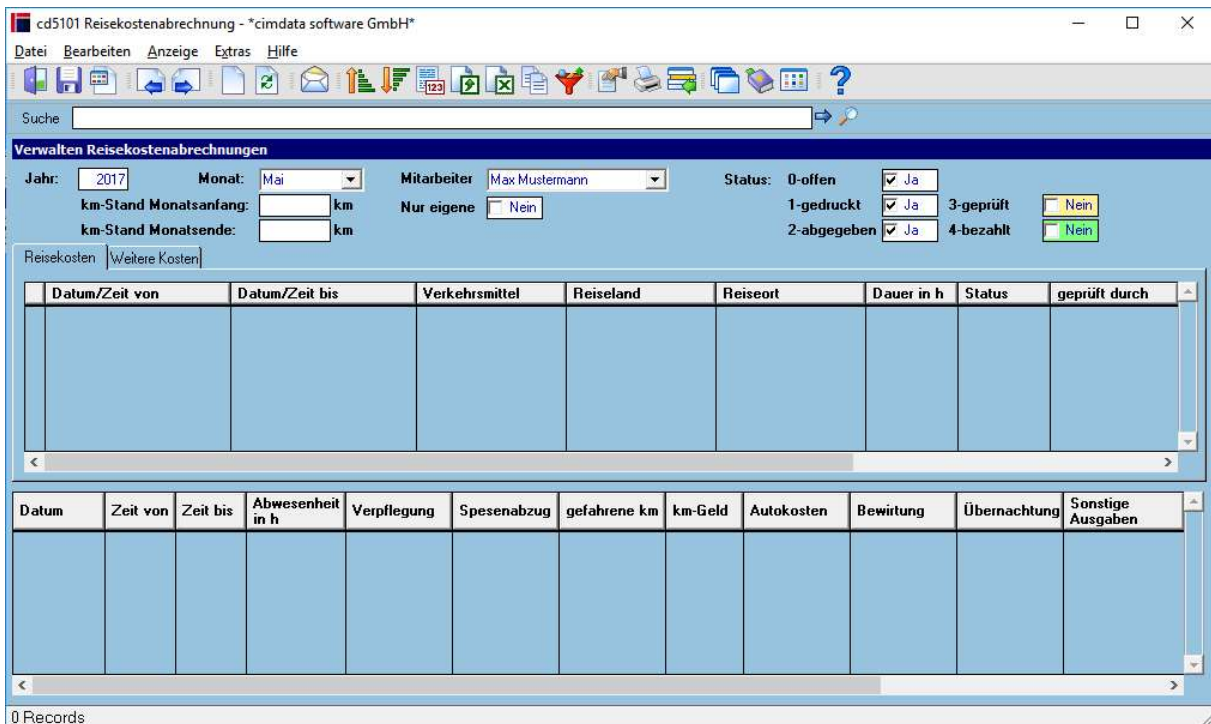 cd5101 Reisekostenabrechnung - *cimdata software GmbH*
Datei Bearbeiten Anzeige Extras Hilfe
123
?
Suche
Verwalten Reisekostenabrechnungen
Jahr: 2017 Monat: Mai Mitarbeiter Max Mustermann Status: 0-offen Ja
km-Stand Monatsanfang: km Nur eigene Nein 1-gedruckt Ja 3-geprüft Nein
km-Stand Monatsende: km 2-abgegeben Ja 4-bezahlt Nein
Reisekosten Weitere Kosten
Datum/Zeit von Datum/Zeit bis Verkehrsmittel Reiseland Reiseort Dauer in h Status geprüft durch
Datum Zeit von Zeit bis Abwesenheit in h Verpflegung Spesenabzug gefahrene km km-Geld Autokosten Bewirtung Übernachtung Sonstige Ausgaben
0 Records